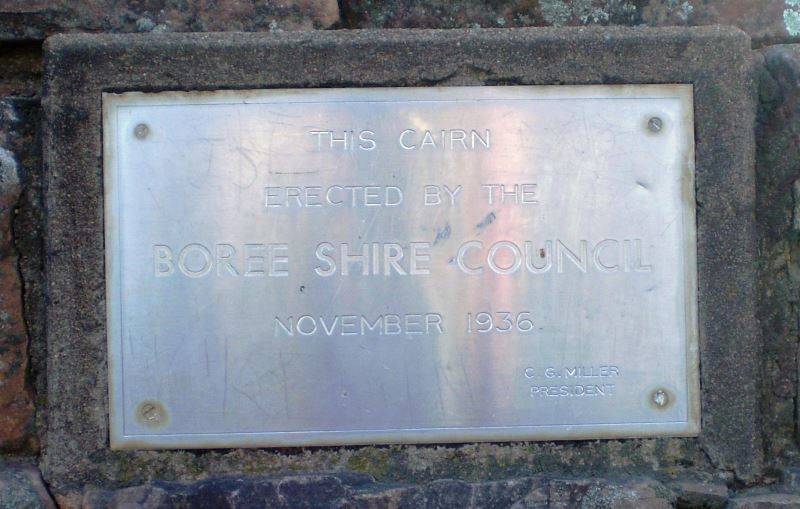 THIS CAIRN
ERECTED BY THE
BOREE SHIRE COUNCIL
NOVEMBER 1936.
C. G. MILLER
PRESIDENT